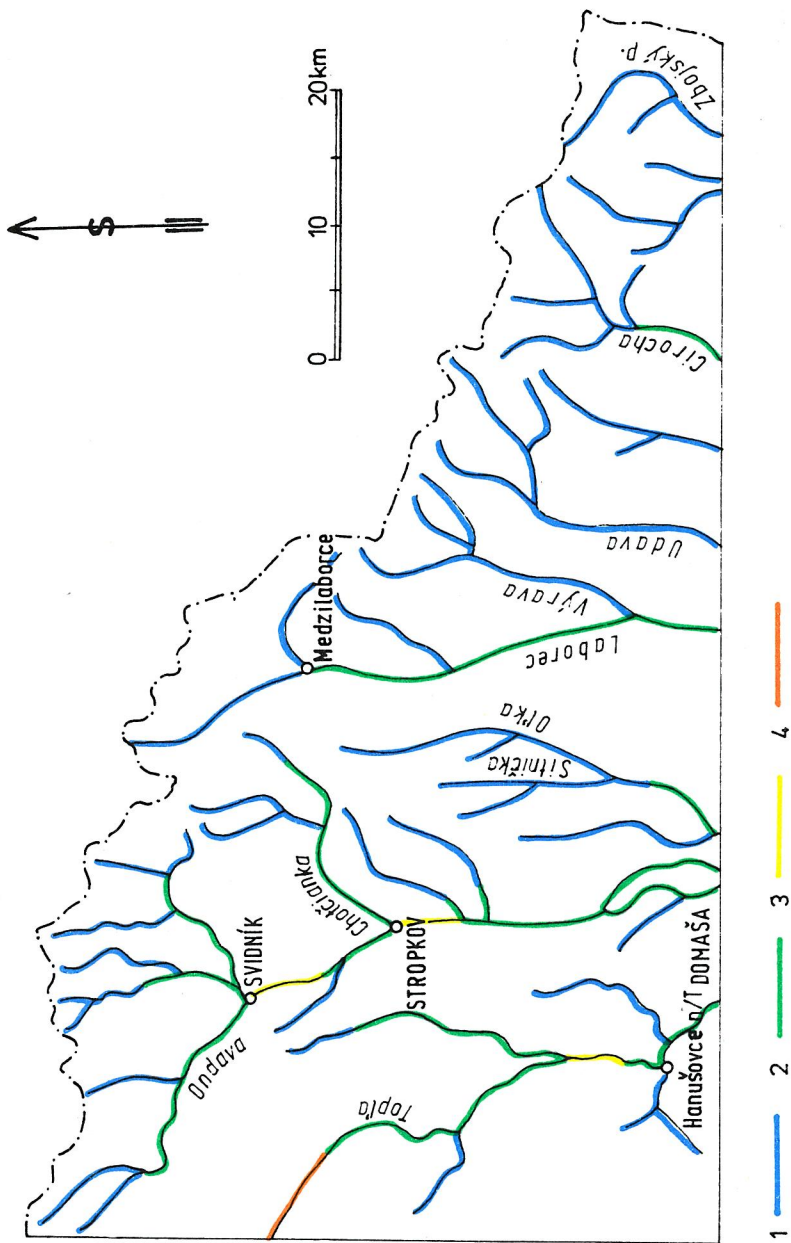 S
0 10 20km
Zbojský p.
Cirocha
Udava
Výrava
Laborec
Medzilaborce
Oľka
Sitnička
Chotčianka
SVIDNÍK
STROPKOV
Ondava
Topľa
DOMAŠA
Hanušovce n/T
1 2 3 4